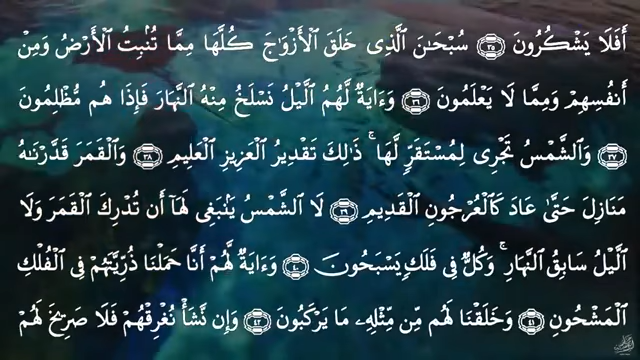 أَفَلَا يَشْكُرُونَ ﴿٣٥﴾ سُبْحَـٰنَ ٱلَّذِى خَلَقَ ٱلْأَزْوَٰجَ كُلَّهَا مِمَّا تُنۢبِتُ ٱلْأَرْضُ وَمِنْ
أَنفُسِهِمْ وَمِمَّا لَا يَعْلَمُونَ ﴿٣٦﴾ وَءَايَةٌ لَّهُمُ ٱلَّيْلُ نَسْلَخُ مِنْهُ ٱلنَّهَارَ فَإِذَا هُم مُّظْلِمُونَ
﴿٣٧﴾ وَٱلشَّمْسُ تَجْرِى لِمُسْتَقَرٍّ لَّهَا ۚ ذَٰلِكَ تَقْدِيرُ ٱلْعَزِيزِ ٱلْعَلِيمِ ﴿٣٨﴾ وَٱلْقَمَرَ قَدَّرْنَـٰهُ
مَنَازِلَ حَتَّىٰ عَادَ كَٱلْعُرْجُونِ ٱلْقَدِيمِ ﴿٣٩﴾ لَا ٱلشَّمْسُ يَنۢبَغِى لَهَآ أَن تُدْرِكَ ٱلْقَمَرَ وَلَا
ٱلَّيْلُ سَابِقُ ٱلنَّهَارِ ۚ وَكُلٌّ فِى فَلَكٍ يَسْبَحُونَ ﴿٤٠﴾ وَءَايَةٌ لَّهُمْ أَنَّا حَمَلْنَا ذُرِّيَّتَهُمْ فِى ٱلْفُلْكِ
ٱلْمَشْحُونِ ﴿٤١﴾ وَخَلَقْنَا لَهُم مِّن مِّثْلِهِۦ مَا يَرْكَبُونَ ﴿٤٢﴾ وَإِن نَّشَأْ نُغْرِقْهُمْ فَلَا صَرِيخَ لَهُمْ